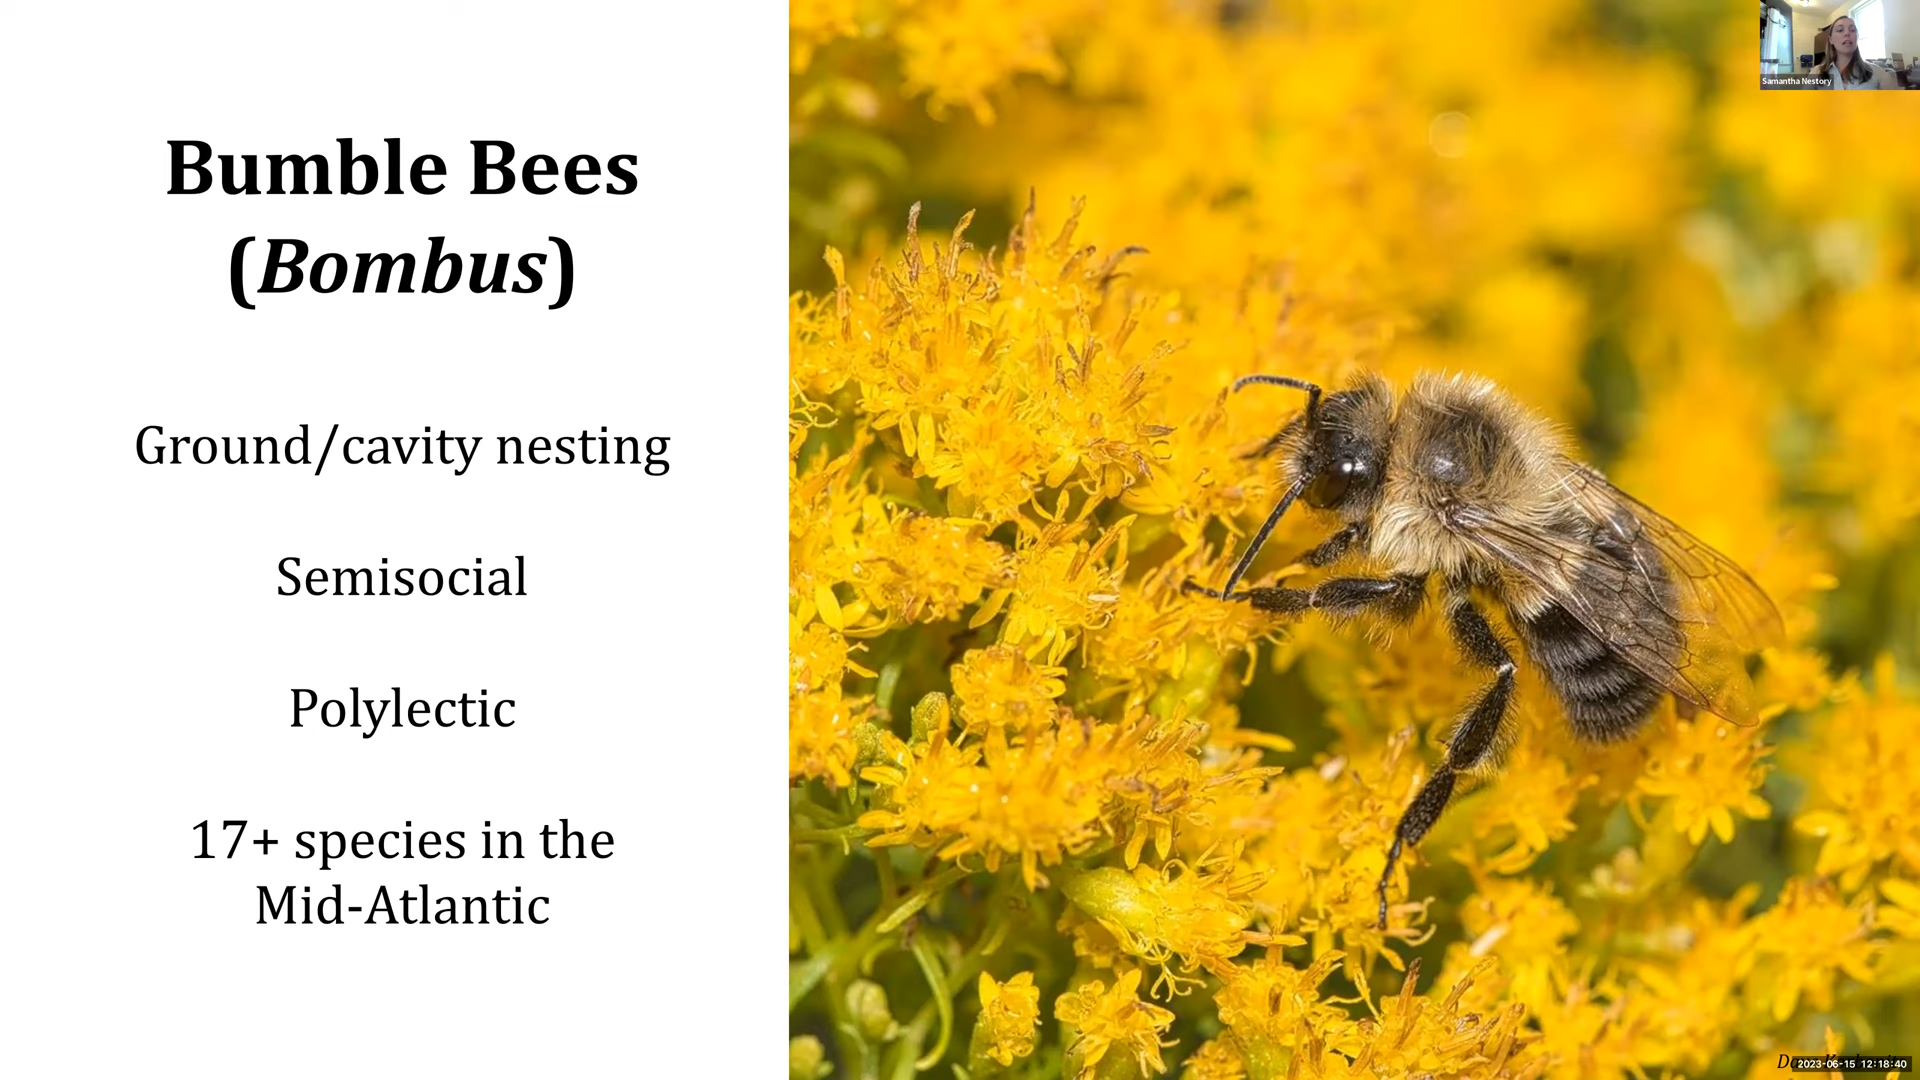 Bumble Bees
(Bombus)
Ground/cavity nesting
Semisocial
Polylectic
17+ species in the
Mid-Atlantic
Samantha Nestory
2023-06-15 12:18:40